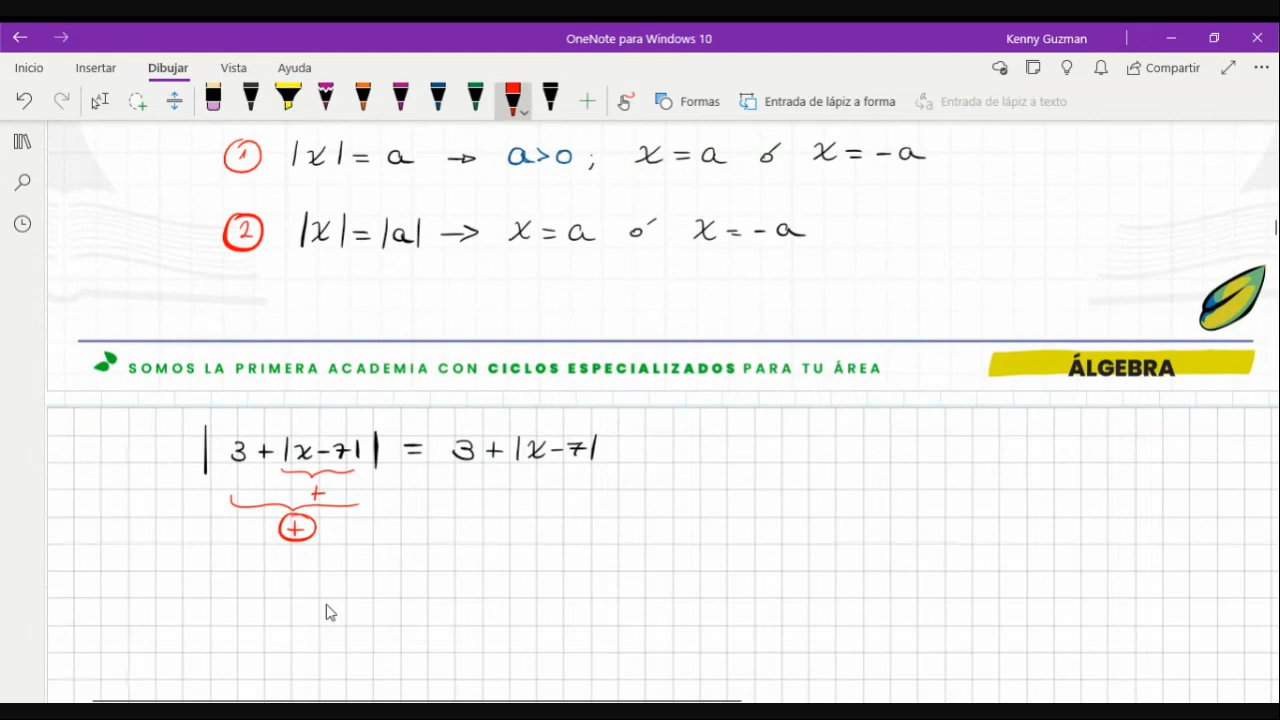 OneNote para Windows 10
Kenny Guzman
Inicio Insertar Dibujar Vista Ayuda
Compartir
Formas Entrada de lápiz a forma Entrada de lápiz a texto
① |x| = a → a>0 ; x = a ó x = -a
② |x| = |a| → x = a ó x = -a
SOMOS LA PRIMERA ACADEMIA CON CICLOS ESPECIALIZADOS PARA TU ÁREA
ÁLGEBRA
| 3 + |x-7| | = 3 + |x-7|
+
+